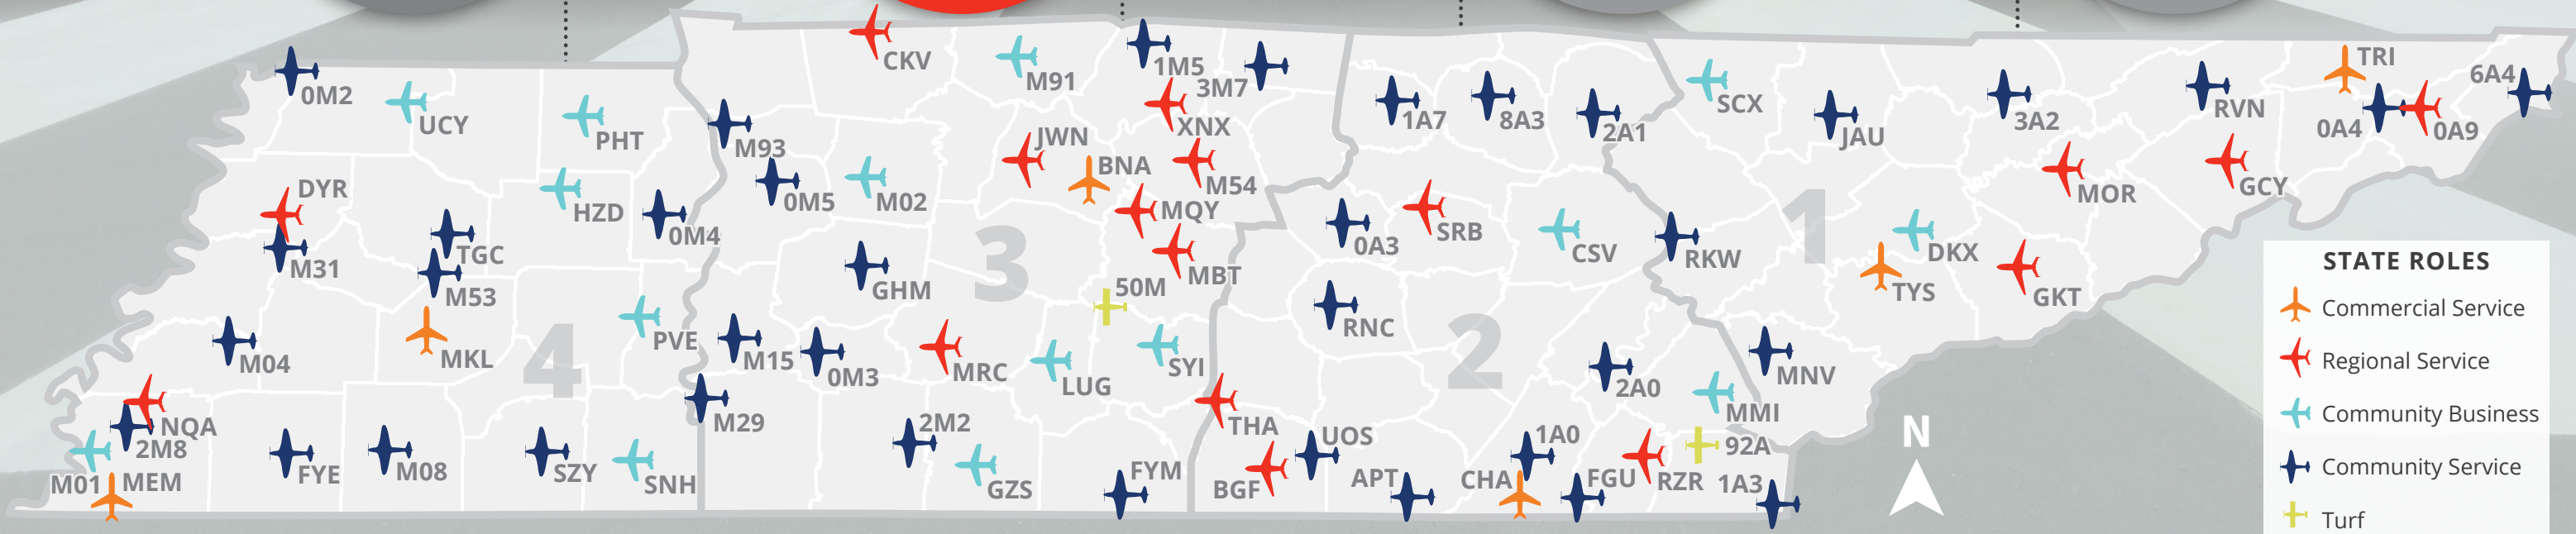 0M2
UCY
PHT
DYR
HZD
0M4
M31
TGC
M53
M04
MKL
PVE
4
NQA
2M8
M01
MEM
FYE
M08
SZY
SNH
CKV
M91
1M5
3M7
XNX
M93
JWN
BNA
M54
0M5
M02
MQY
GHM
3
MBT
50M
M15
0M3
MRC
LUG
SYI
M29
2M2
GZS
FYM
1A7
8A3
2A1
0A3
SRB
CSV
RNC
2
2A0
MMI
THA
BGF
UOS
APT
CHA
1A0
FGU
RZR
92A
1A3
SCX
JAU
3A2
RVN
TRI
6A4
0A4
0A9
MOR
GCY
RKW
1
DKX
TYS
GKT
MNV
N
STATE ROLES
Commercial Service
Regional Service
Community Business
Community Service
Turf